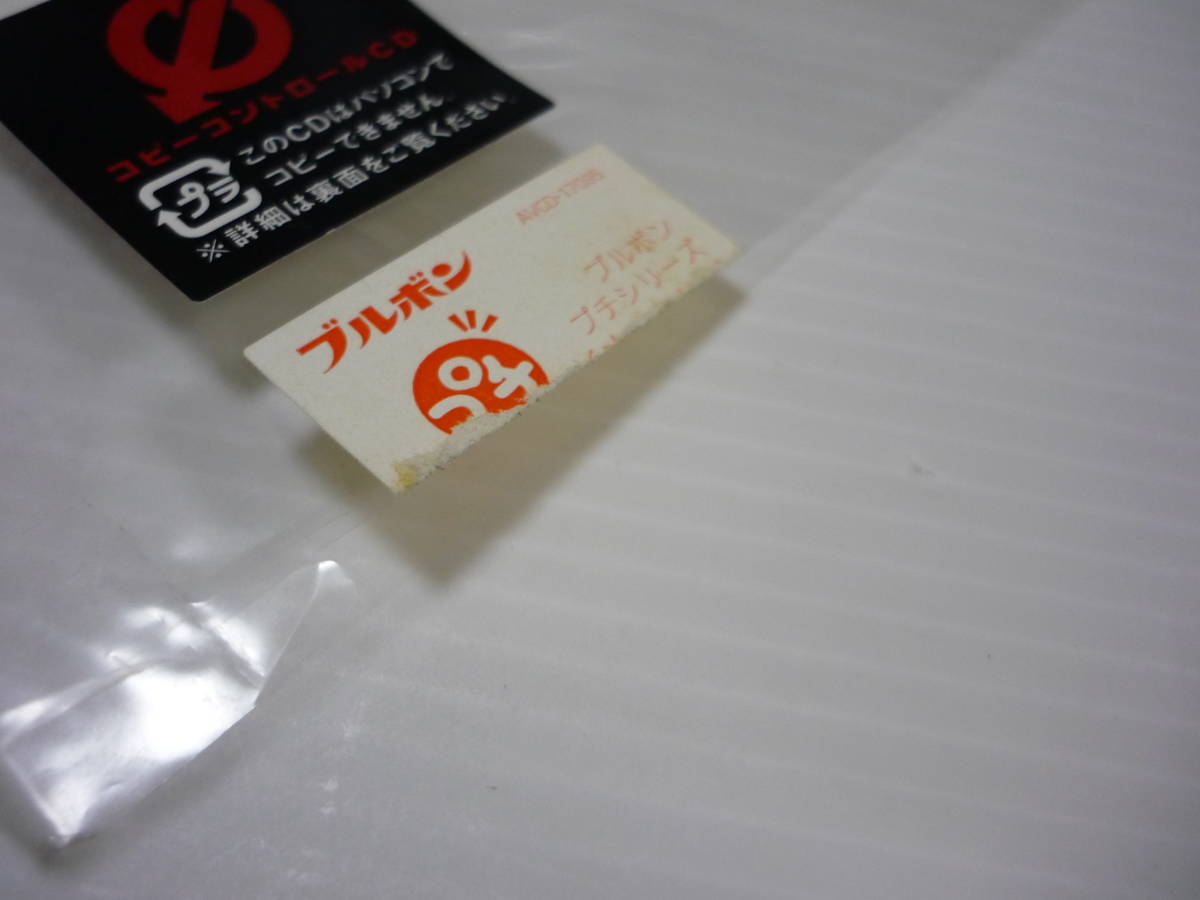 コピーコントロールCD
このCDはパソコンで
コピーできません。
※詳細は裏面をご覧ください。
プラ
AVCD-17085
ブルボン
ブルボン
プチシリーズ
プチ